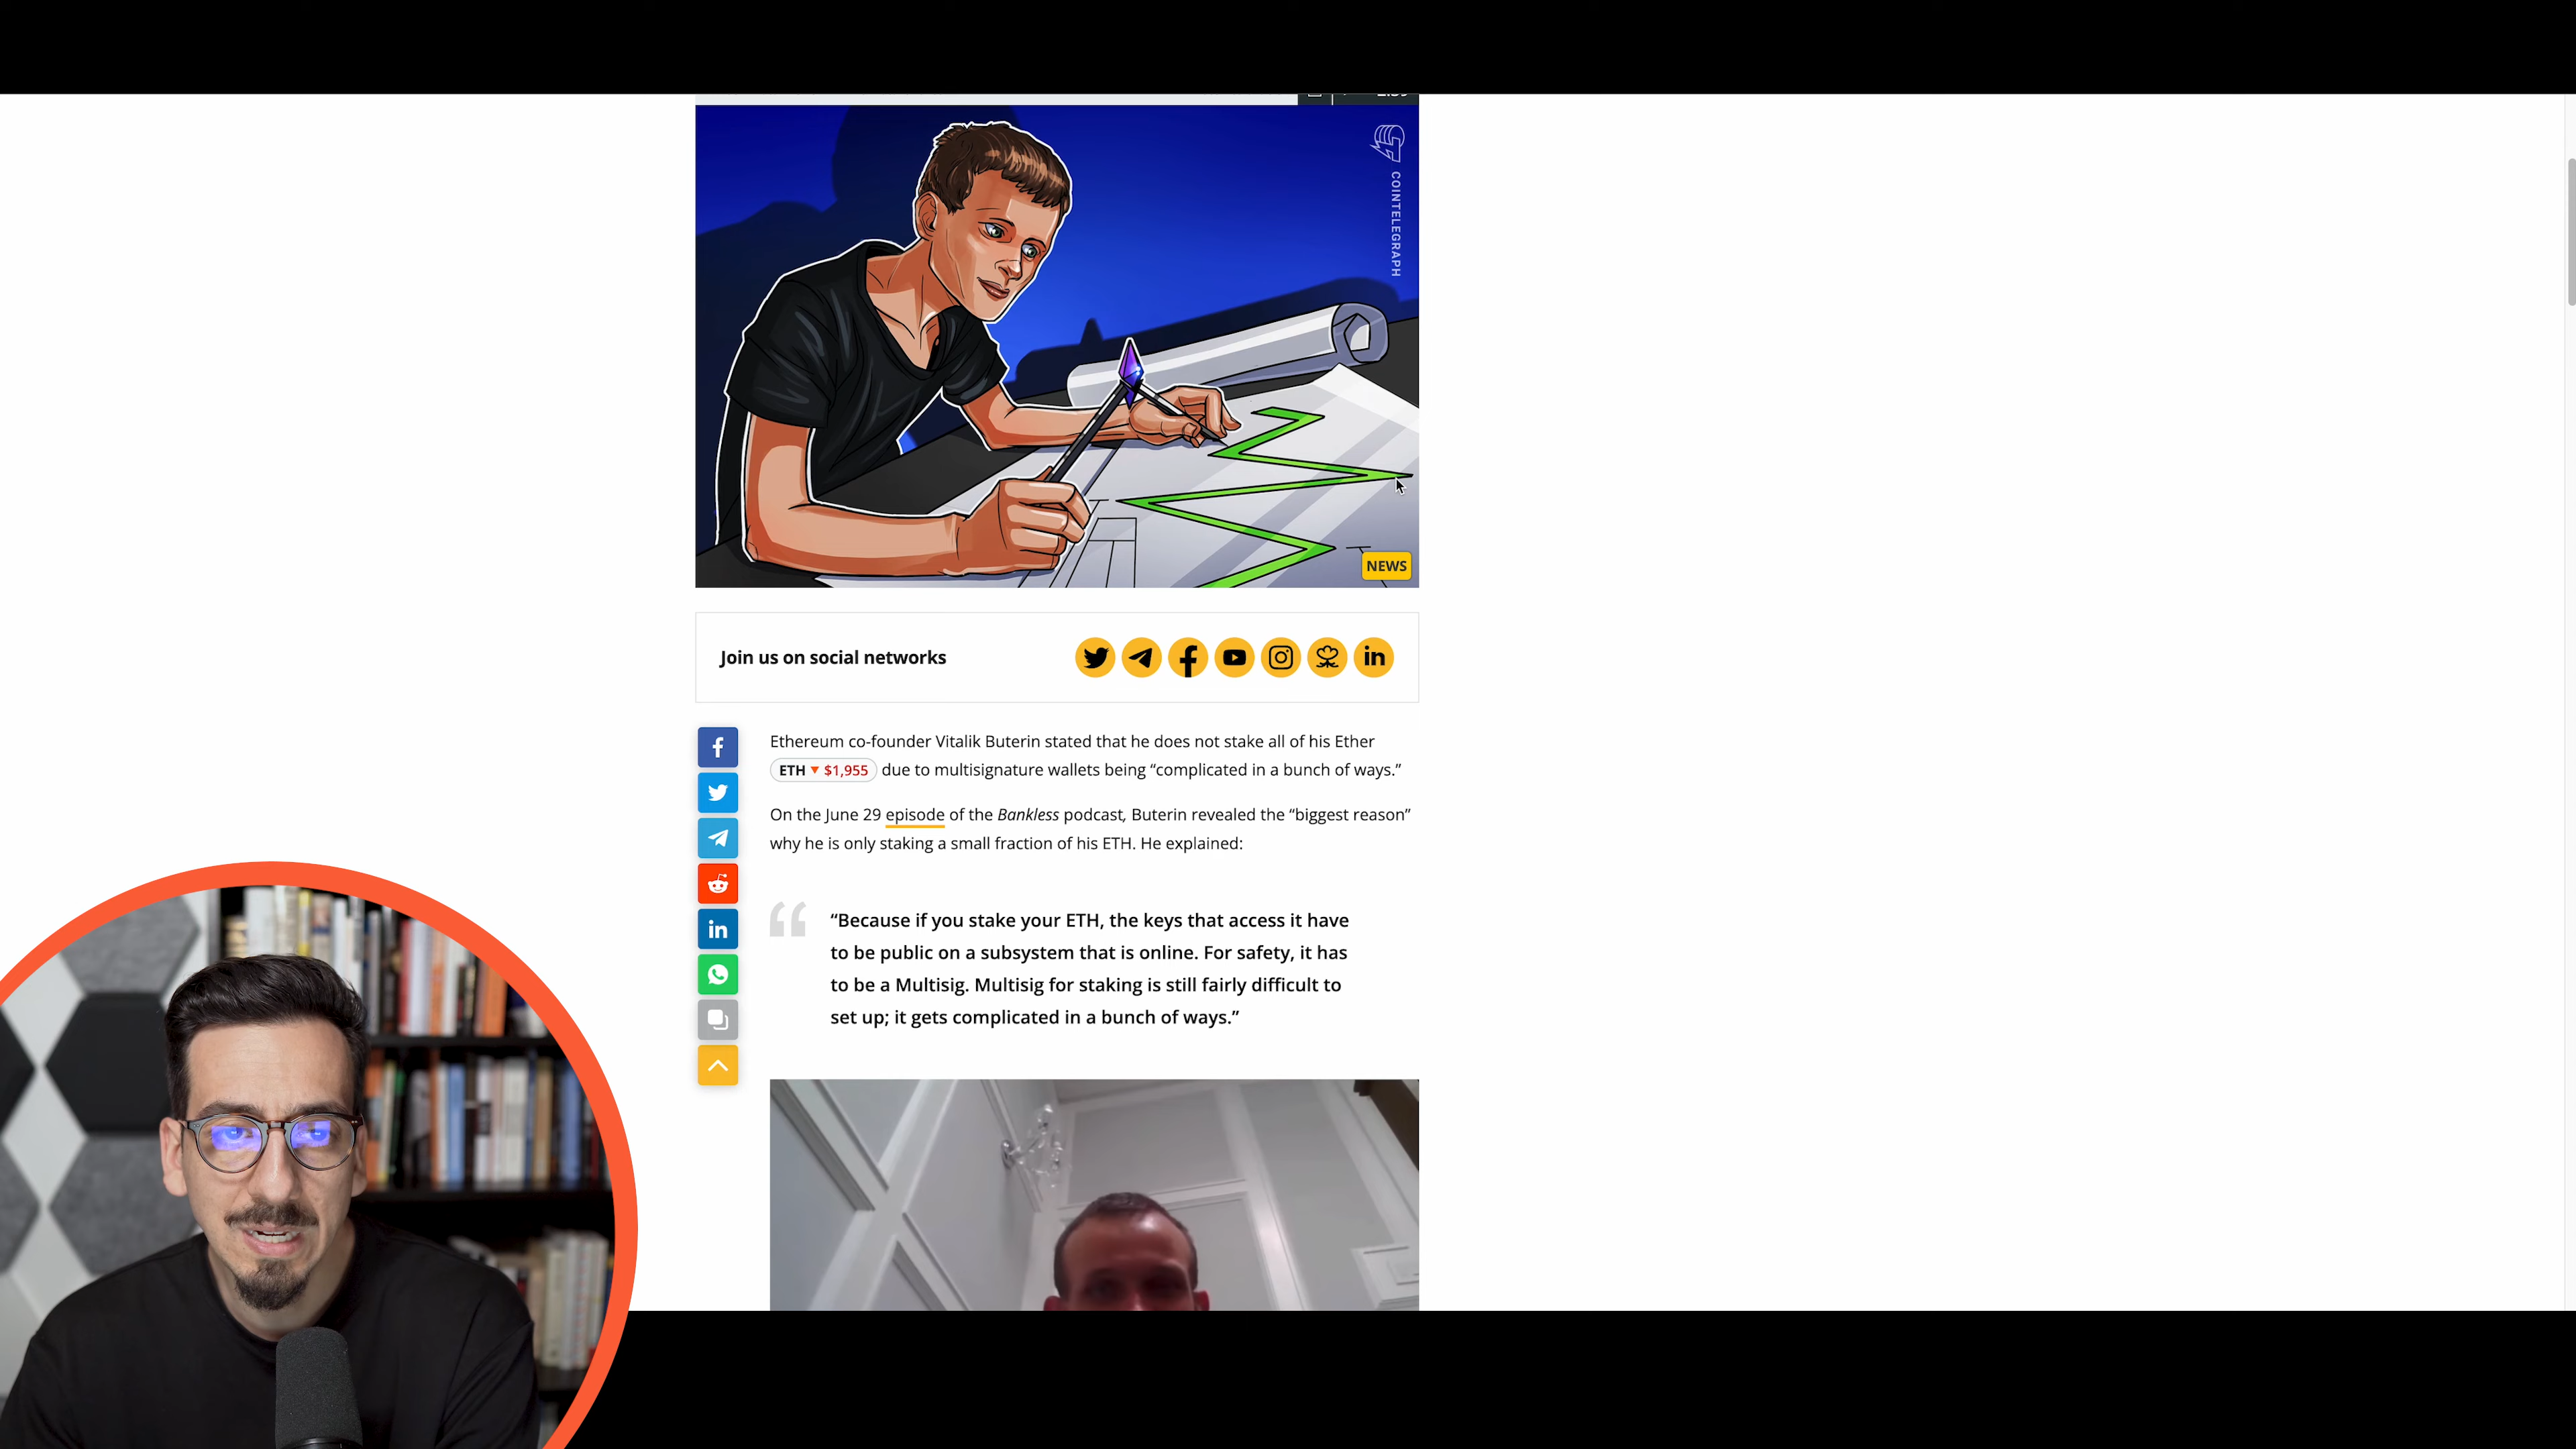 COINTELEGRAPH
NEWS
Join us on social networks
Ethereum co-founder Vitalik Buterin stated that he does not stake all of his Ether
ETH ▼ $1,955 due to multisignature wallets being “complicated in a bunch of ways.”
On the June 29 episode of the Bankless podcast, Buterin revealed the “biggest reason”
why he is only staking a small fraction of his ETH. He explained:
“Because if you stake your ETH, the keys that access it have
to be public on a subsystem that is online. For safety, it has
to be a Multisig. Multisig for staking is still fairly difficult to
set up; it gets complicated in a bunch of ways.”